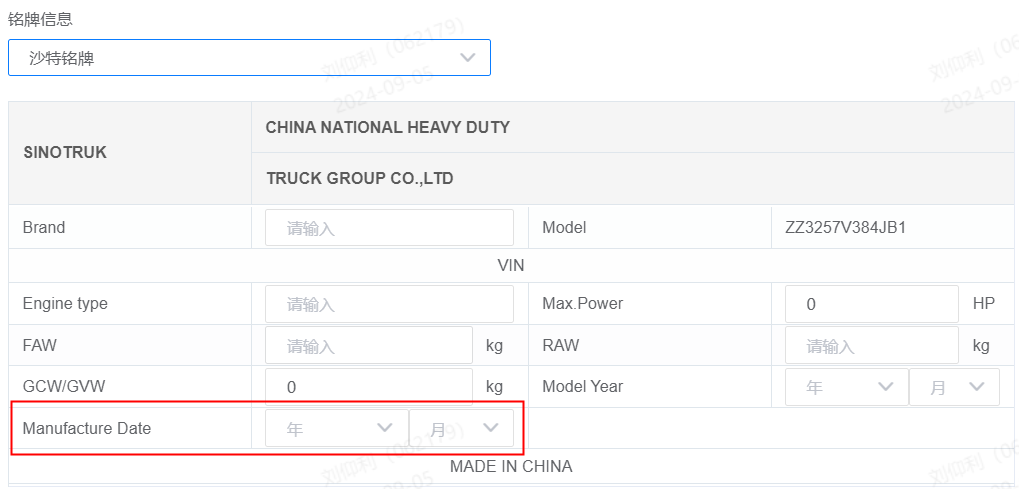 铭牌信息
沙特铭牌
刘仰利（062179）
2024-09-05
刘仰利（06
2024-09-
SINOTRUK
CHINA NATIONAL HEAVY DUTY
TRUCK GROUP CO.,LTD
Brand 请输入 Model ZZ3257V384JB1
VIN
Engine type 请输入 Max.Power 0 HP
FAW 请输入 kg RAW 请输入 kg
GCW/GVW 0 kg Model Year 年 月
Manufacture Date 年 月
MADE IN CHINA
刘仰利（062179）
刘仰利（06